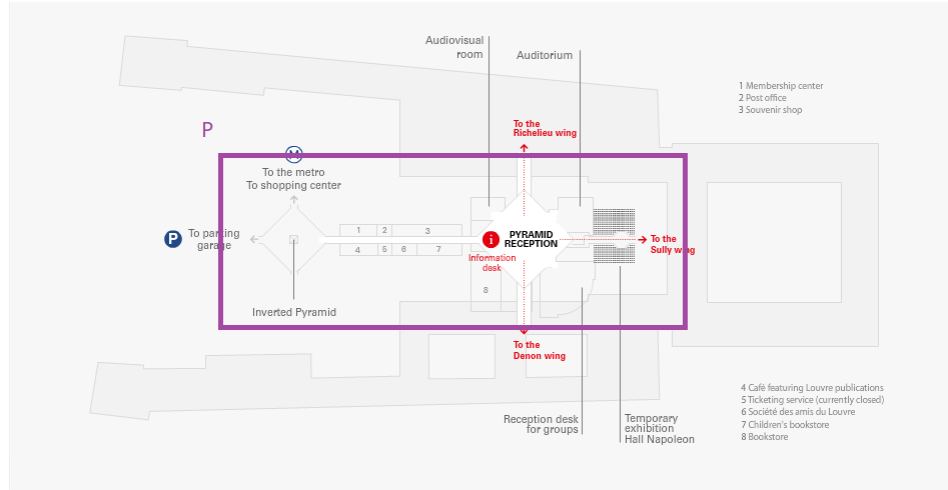 Audiovisual
room
Auditorium
1 Membership center
2 Post office
3 Souvenir shop
P
To the
Richelieu wing
M
To the metro
To shopping center
P
To parking
garage
1
2
3
4
5
6
7
i
PYRAMID
RECEPTION
To the
Sully wing
Information
desk
8
Inverted Pyramid
To the
Denon wing
4 Café featuring Louvre publications
5 Ticketing service (currently closed)
6 Société des amis du Louvre
7 Children's bookstore
8 Bookstore
Reception desk
for groups
Temporary
exhibition
Hall Napoleon